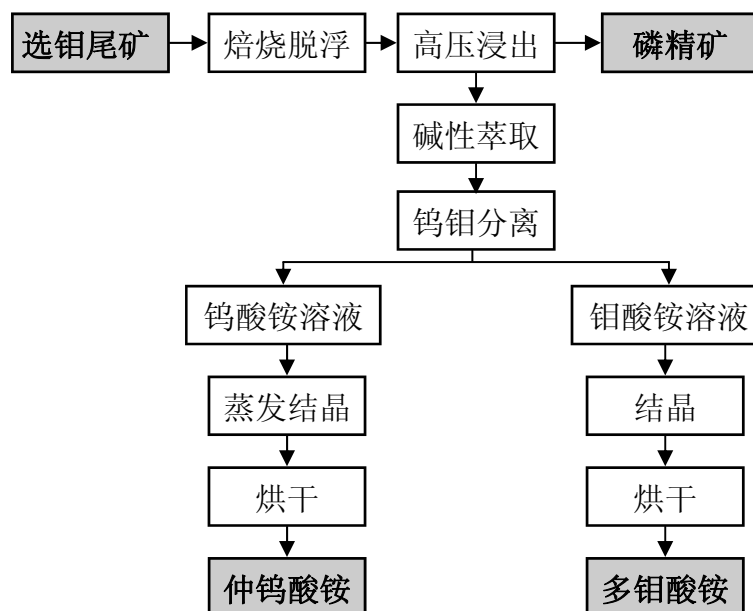 选钼尾矿
焙烧脱浮
高压浸出
磷精矿
碱性萃取
钨钼分离
钨酸铵溶液
钼酸铵溶液
蒸发结晶
结晶
烘干
烘干
仲钨酸铵
多钼酸铵